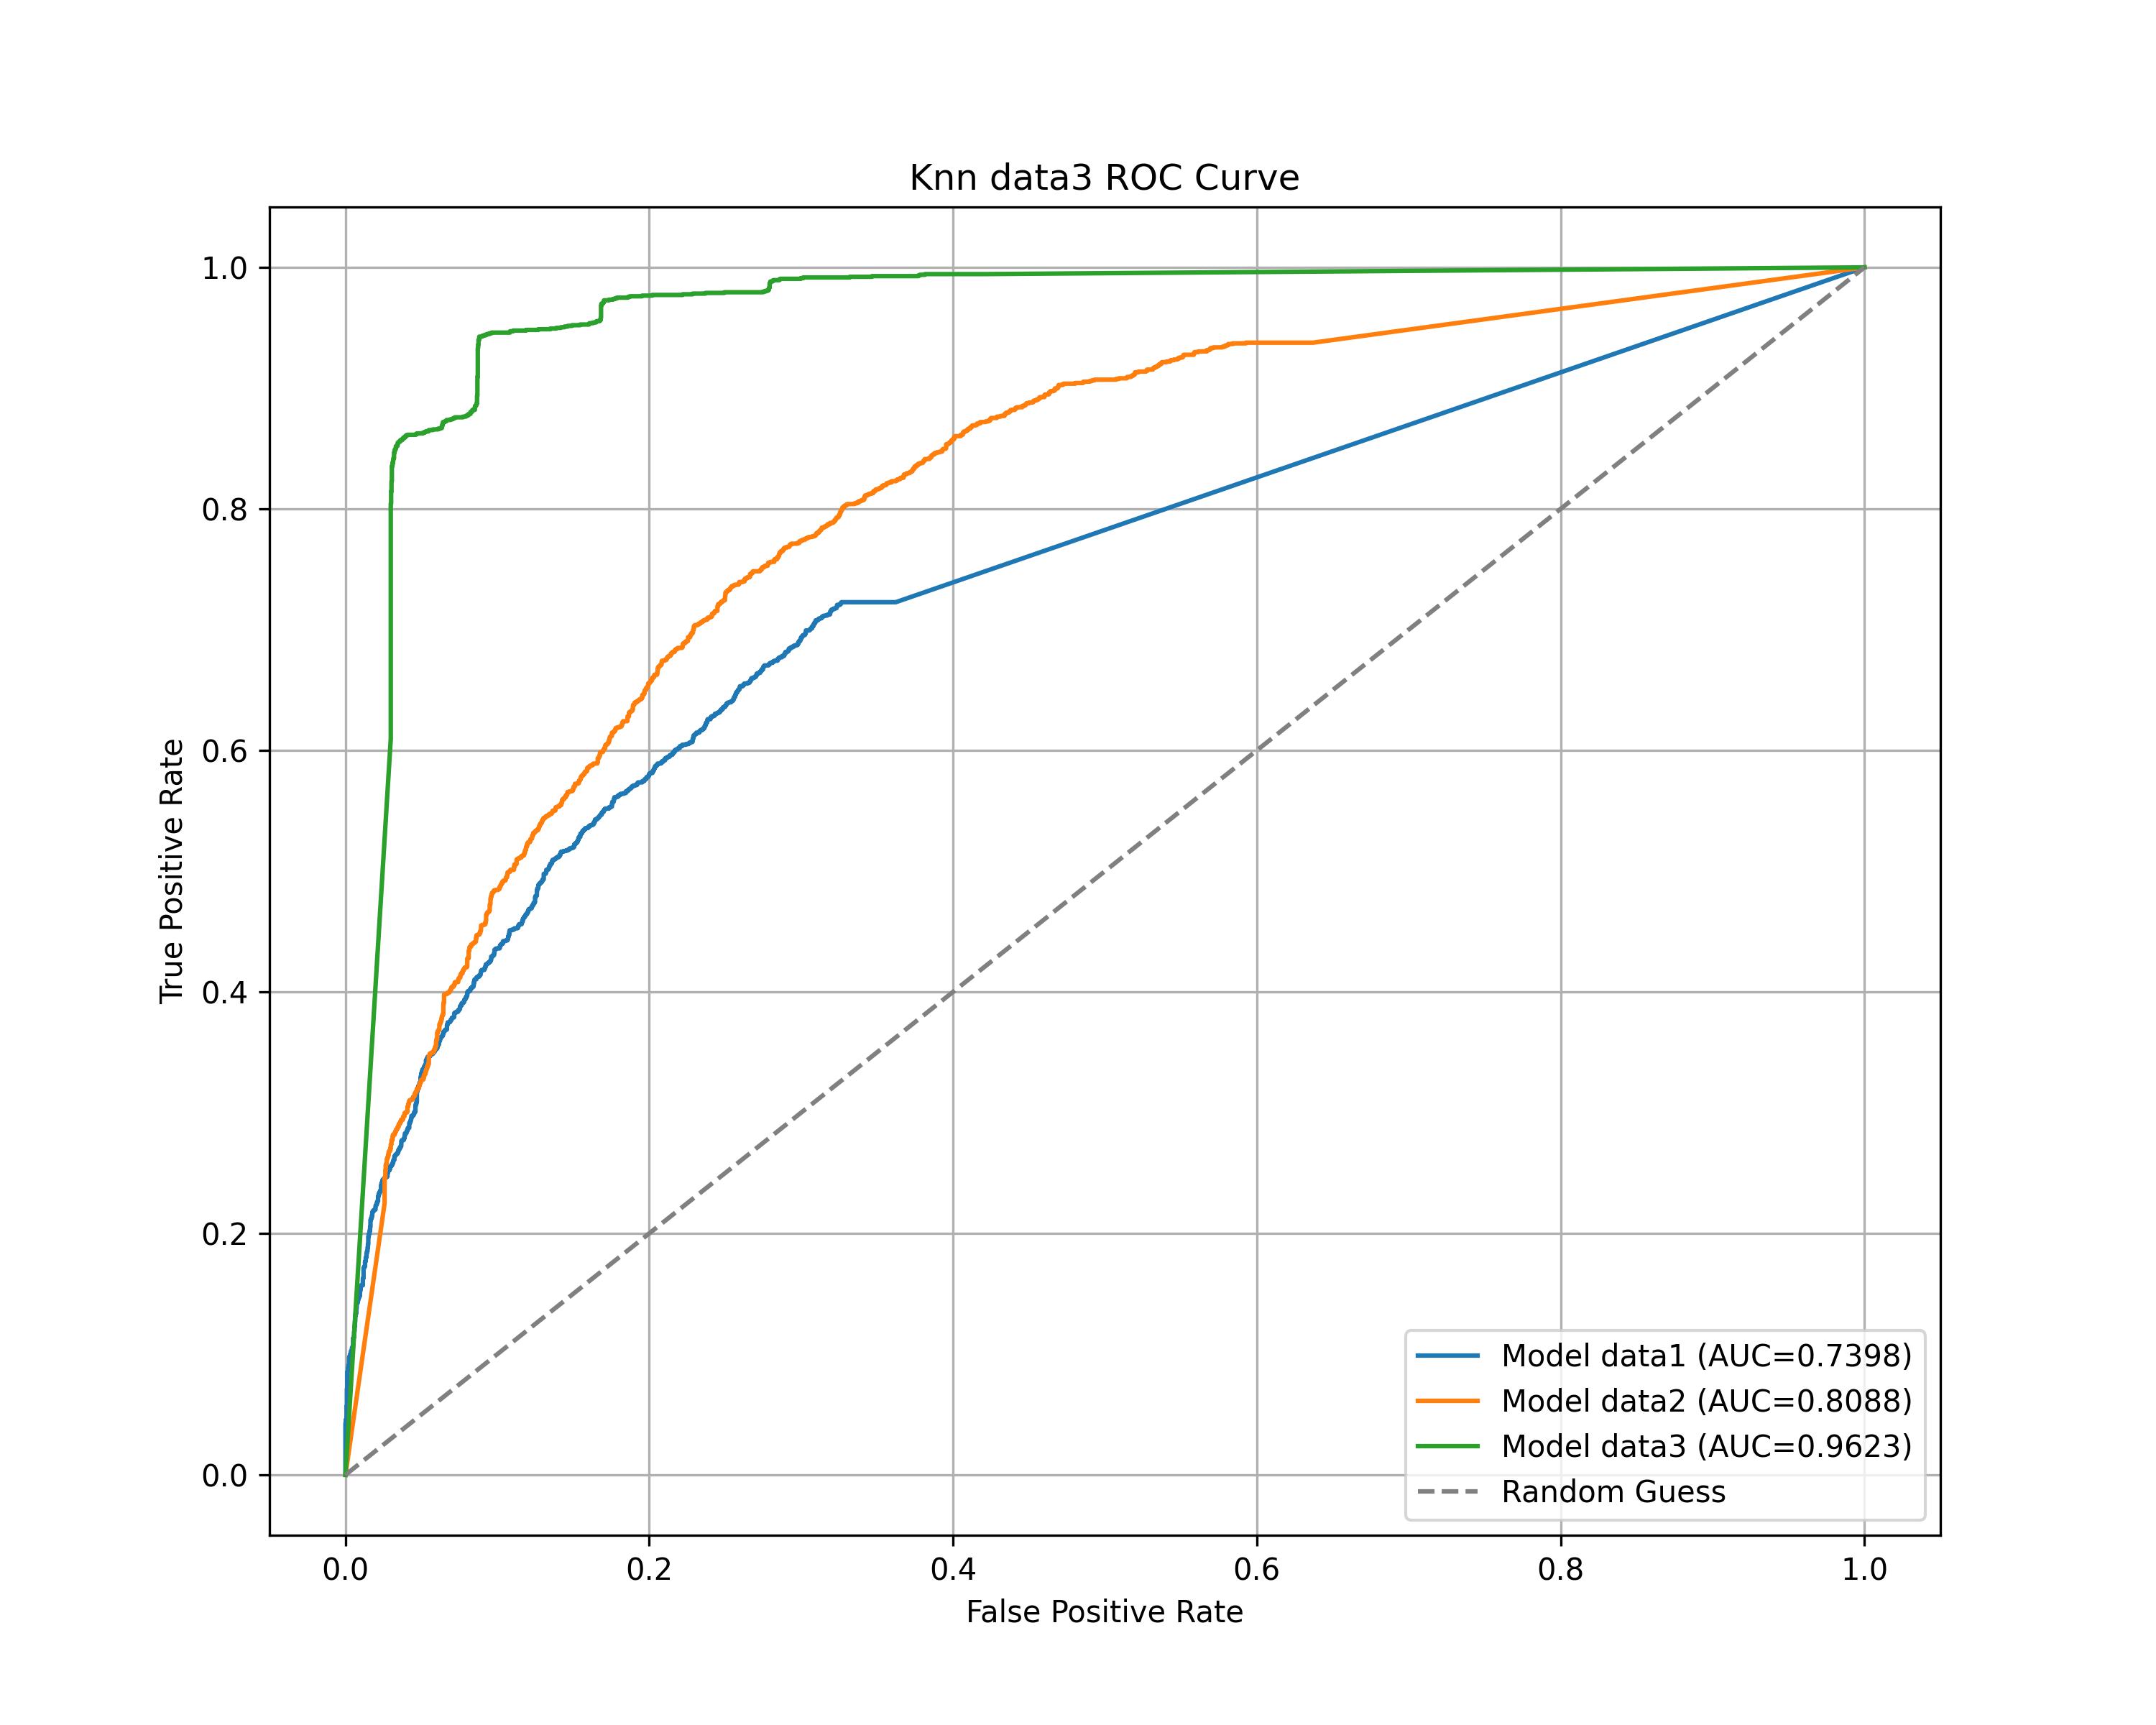 Knn data3 ROC Curve
True Positive Rate
1.0
0.8
0.6
0.4
0.2
0.0
0.0 0.2 0.4 0.6 0.8 1.0
False Positive Rate
Model data1 (AUC=0.7398)
Model data2 (AUC=0.8088)
Model data3 (AUC=0.9623)
Random Guess